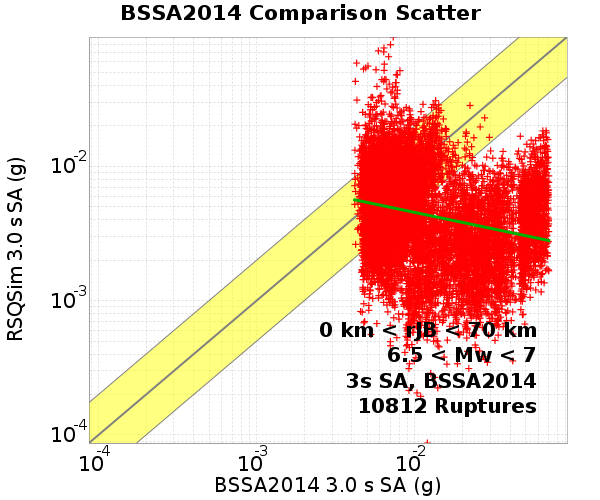 BSSA2014 Comparison Scatter
RSQSim 3.0 s SA (g)
10-2
10-3
10-4
0 km < rJB < 70 km
6.5 < Mw < 7
3s SA, BSSA2014
10812 Ruptures
10-4 10-3 10-2
BSSA2014 3.0 s SA (g)